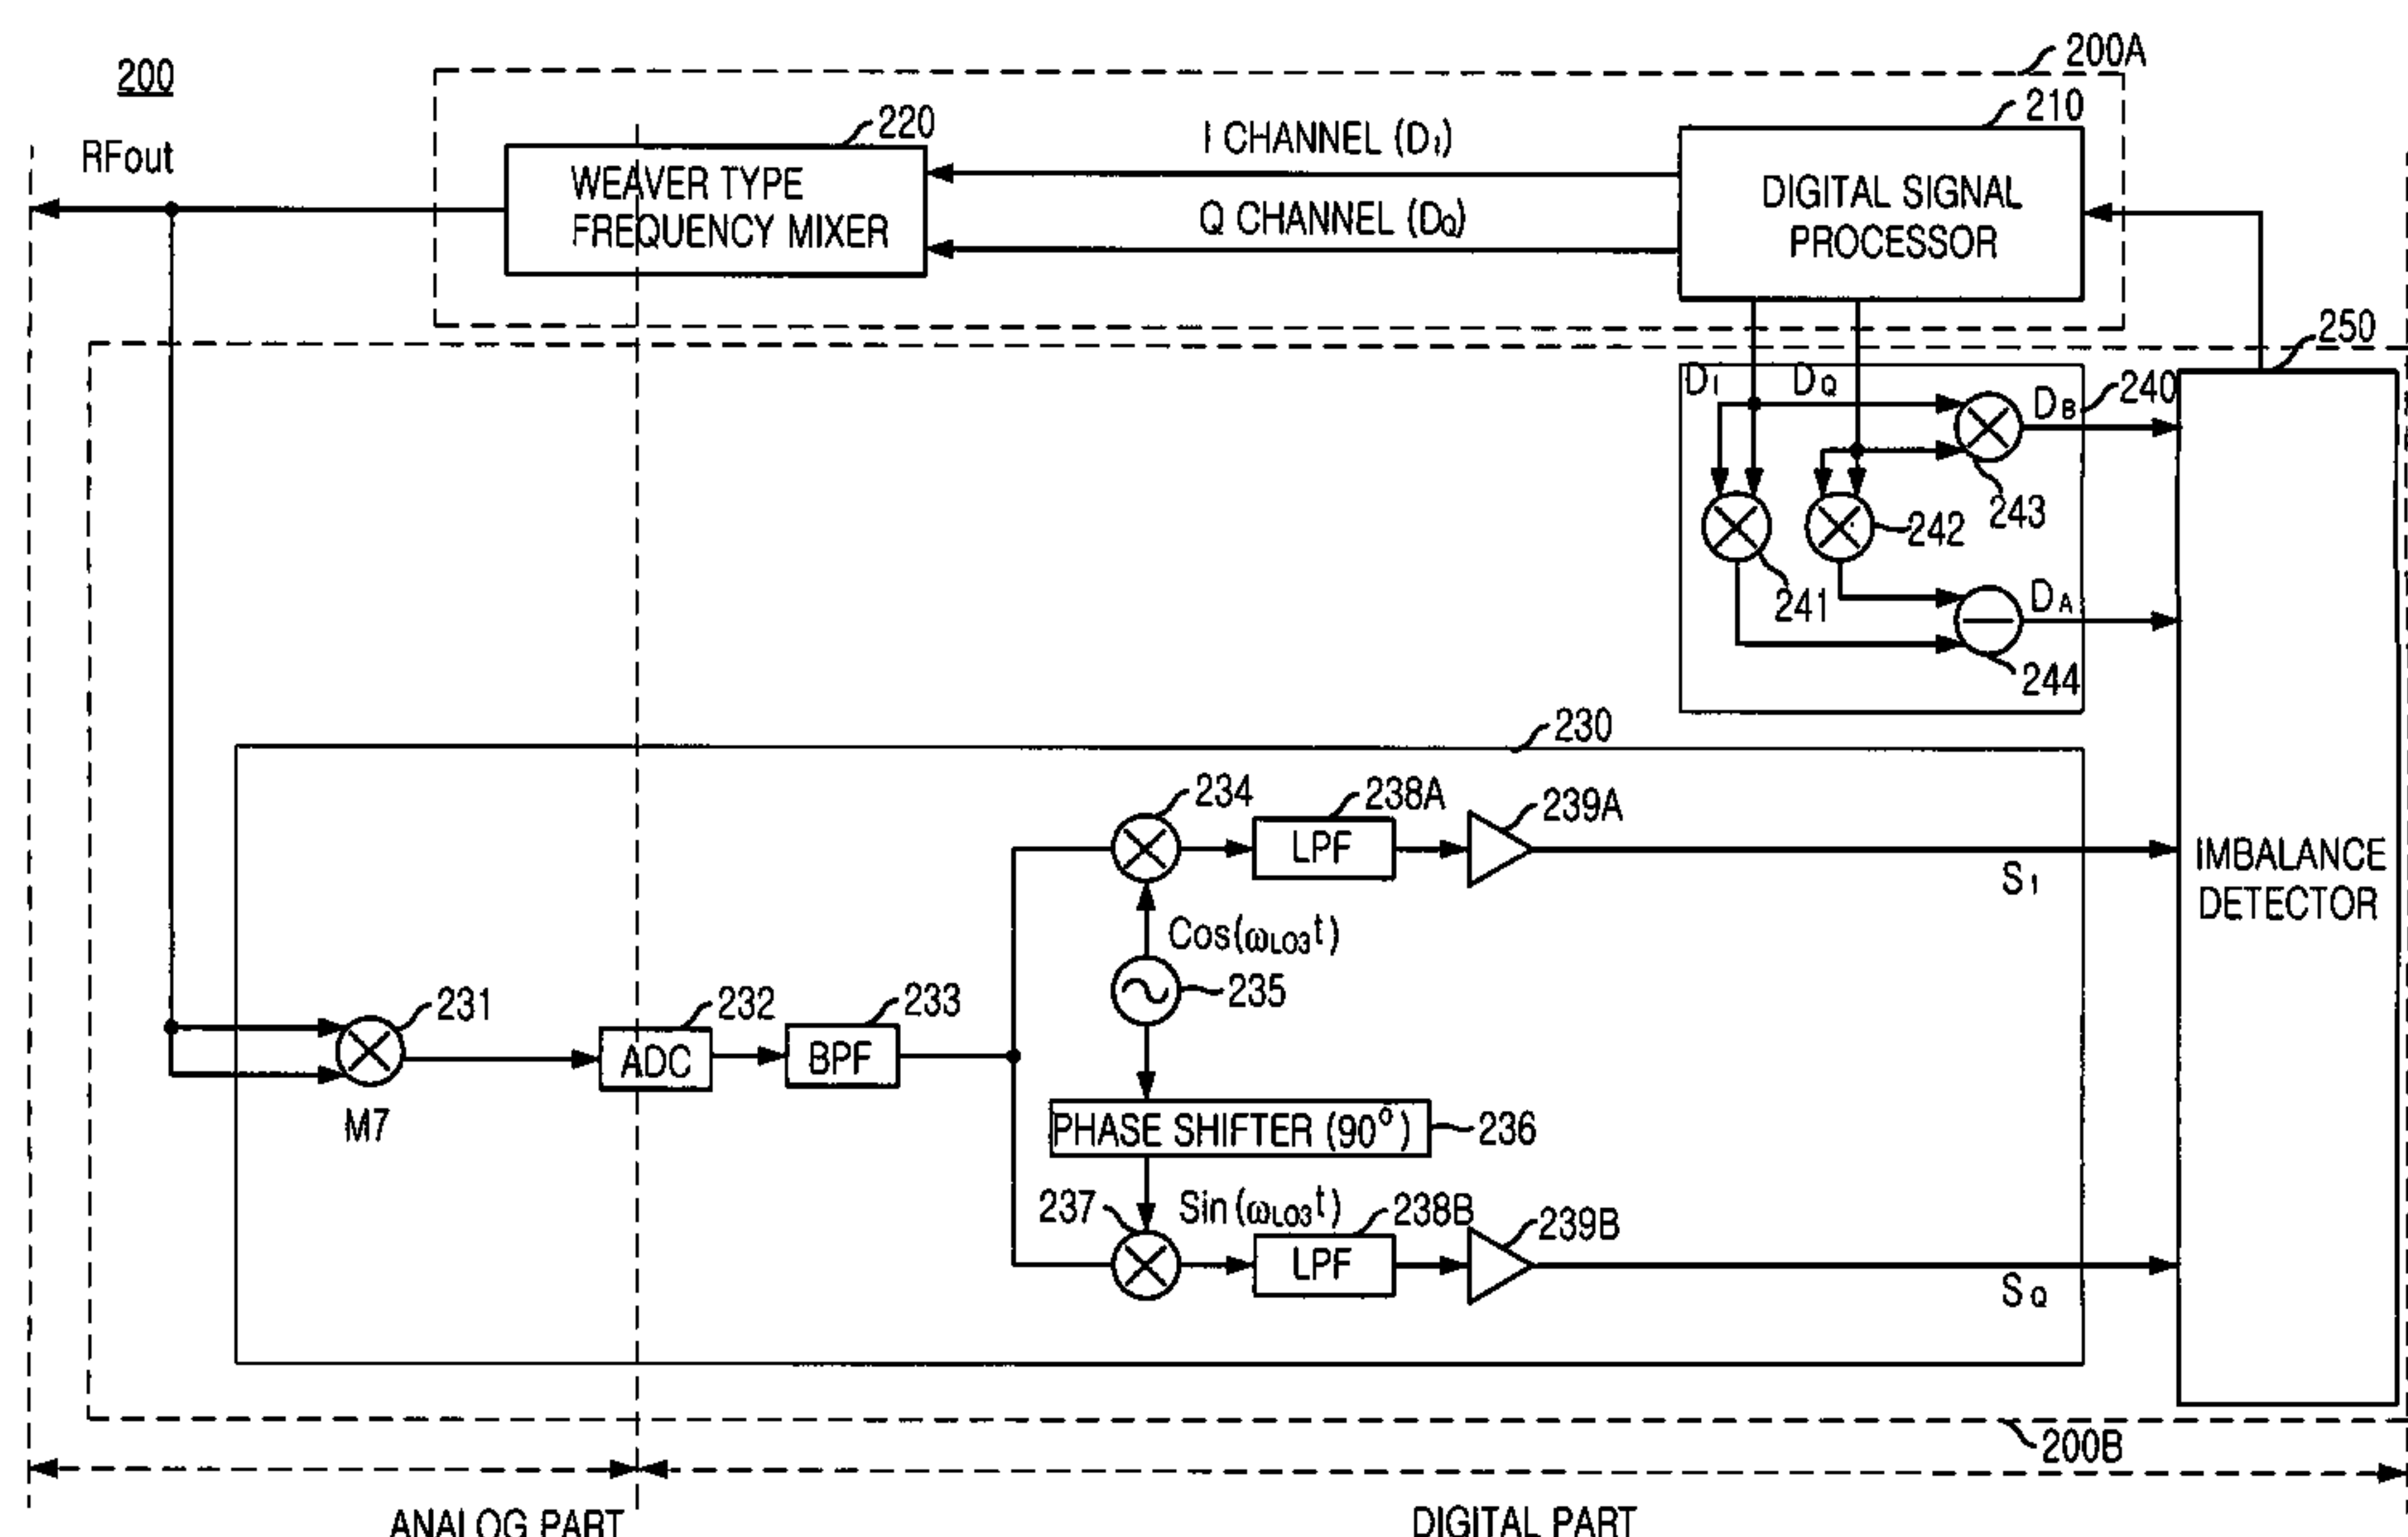 200
200A
RFout
220
I CHANNEL (DI)
210
WEAVER TYPE
FREQUENCY MIXER
Q CHANNEL (DQ)
DIGITAL SIGNAL
PROCESSOR
250
DI
DQ
DB
240
243
242
241
DA
244
230
234
238A
239A
LPF
SI
IMBALANCE
DETECTOR
Cos(ωLO3t)
235
231
232
233
ADC
BPF
M7
PHASE SHIFTER (90°)
236
237
Sin(ωLO3t)
238B
239B
LPF
SQ
200B
ANALOG PART
DIGITAL PART